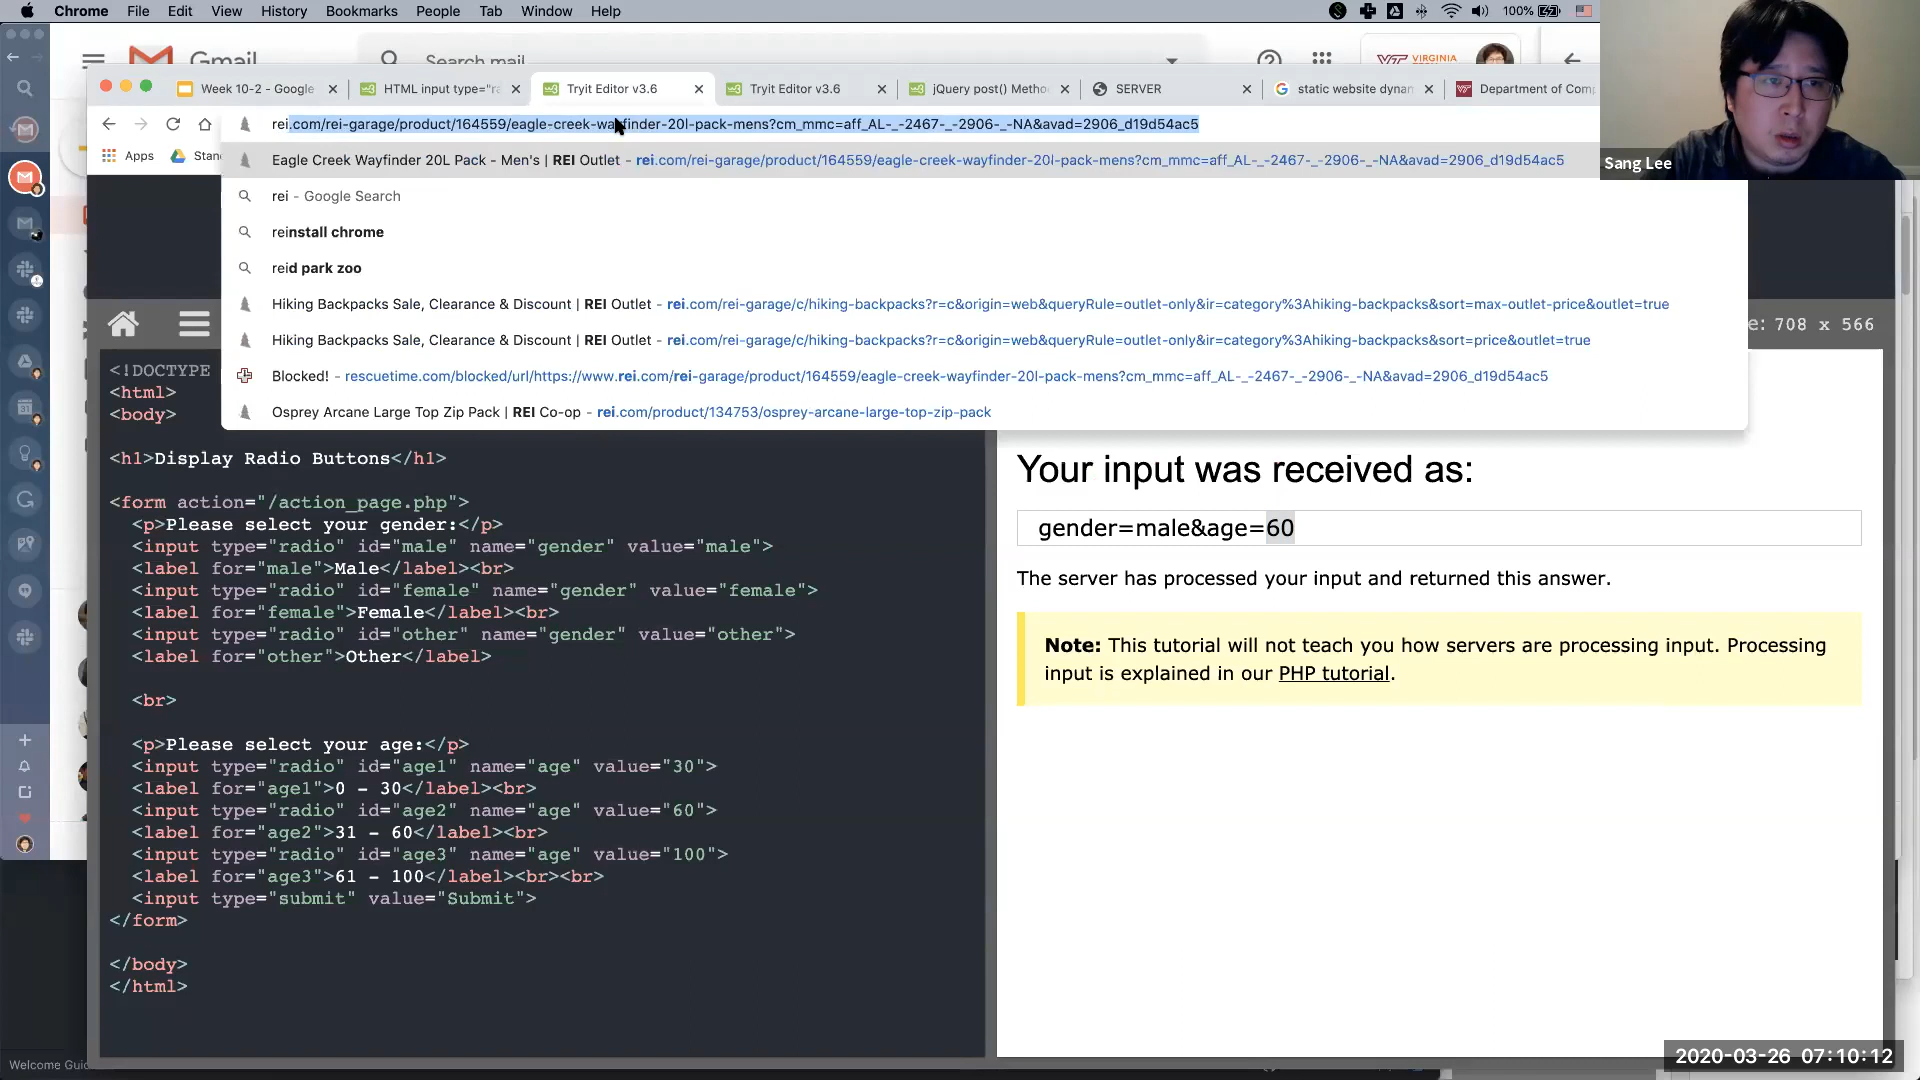 Chrome File Edit View History Bookmarks People Tab Window Help
100%
Gmail
Search mail
VIRGINIA
Week 10-2 - Google
HTML input type="ra
Tryit Editor v3.6
Tryit Editor v3.6
jQuery post() Metho
SERVER
static website dynam
Department of Comp
rei.com/rei-garage/product/164559/eagle-creek-wayfinder-20l-pack-mens?cm_mmc=aff_AL-_-2467-_-2906-_-NA&avad=2906_d19d54ac5
Apps
Stan
Eagle Creek Wayfinder 20L Pack - Men's | REI Outlet - rei.com/rei-garage/product/164559/eagle-creek-wayfinder-20l-pack-mens?cm_mmc=aff_AL-_-2467-_-2906-_-NA&avad=2906_d19d54ac5
rei - Google Search
reinstall chrome
reid park zoo
Hiking Backpacks Sale, Clearance & Discount | REI Outlet - rei.com/rei-garage/c/hiking-backpacks?r=c&origin=web&queryRule=outlet-only&ir=category%3Ahiking-backpacks&sort=max-outlet-price&outlet=true
Hiking Backpacks Sale, Clearance & Discount | REI Outlet - rei.com/rei-garage/c/hiking-backpacks?r=c&origin=web&queryRule=outlet-only&ir=category%3Ahiking-backpacks&sort=price&outlet=true
Blocked! - rescuetime.com/blocked/url/https://www.rei.com/rei-garage/product/164559/eagle-creek-wayfinder-20l-pack-mens?cm_mmc=aff_AL-_-2467-_-2906-_-NA&avad=2906_d19d54ac5
Osprey Arcane Large Top Zip Pack | REI Co-op - rei.com/product/134753/osprey-arcane-large-top-zip-pack
Sang Lee
e: 708 x 566
<!DOCTYPE
<html>
<body>
<h1>Display Radio Buttons</h1>
<form action="/action_page.php">
<p>Please select your gender:</p>
<input type="radio" id="male" name="gender" value="male">
<label for="male">Male</label><br>
<input type="radio" id="female" name="gender" value="female">
<label for="female">Female</label><br>
<input type="radio" id="other" name="gender" value="other">
<label for="other">Other</label>
<br>
<p>Please select your age:</p>
<input type="radio" id="age1" name="age" value="30">
<label for="age1">0 - 30</label><br>
<input type="radio" id="age2" name="age" value="60">
<label for="age2">31 - 60</label><br>
<input type="radio" id="age3" name="age" value="100">
<label for="age3">61 - 100</label><br><br>
<input type="submit" value="Submit">
</form>
</body>
</html>
Your input was received as:
gender=male&age=60
The server has processed your input and returned this answer.
Note: This tutorial will not teach you how servers are processing input. Processing
input is explained in our PHP tutorial.
Welcome Gui
2020-03-26 07:10:12